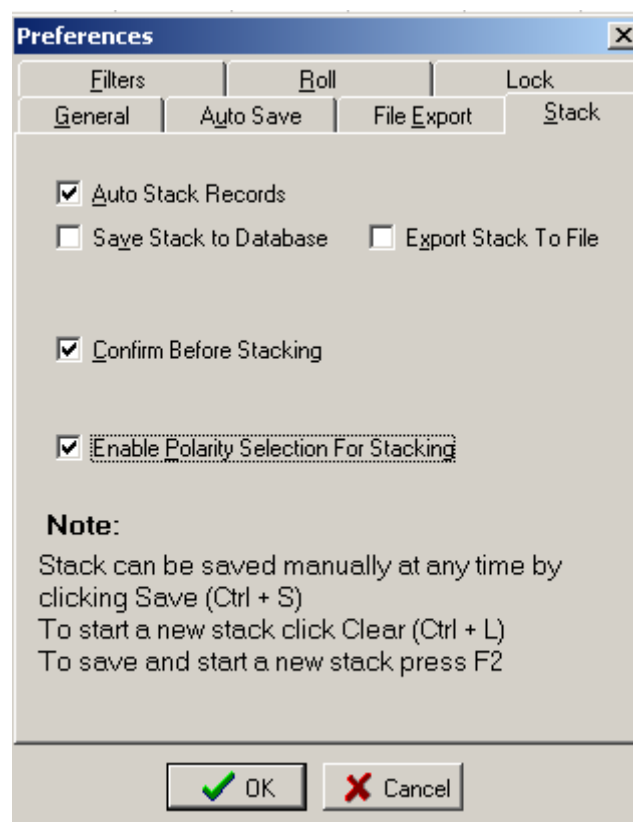 Preferences
Filters Roll Lock
General Auto Save File Export Stack
Auto Stack Records
Save Stack to Database Export Stack To File
Confirm Before Stacking
Enable Polarity Selection For Stacking
Note:
Stack can be saved manually at any time by
clicking Save (Ctrl + S)
To start a new stack click Clear (Ctrl + L)
To save and start a new stack press F2
OK Cancel